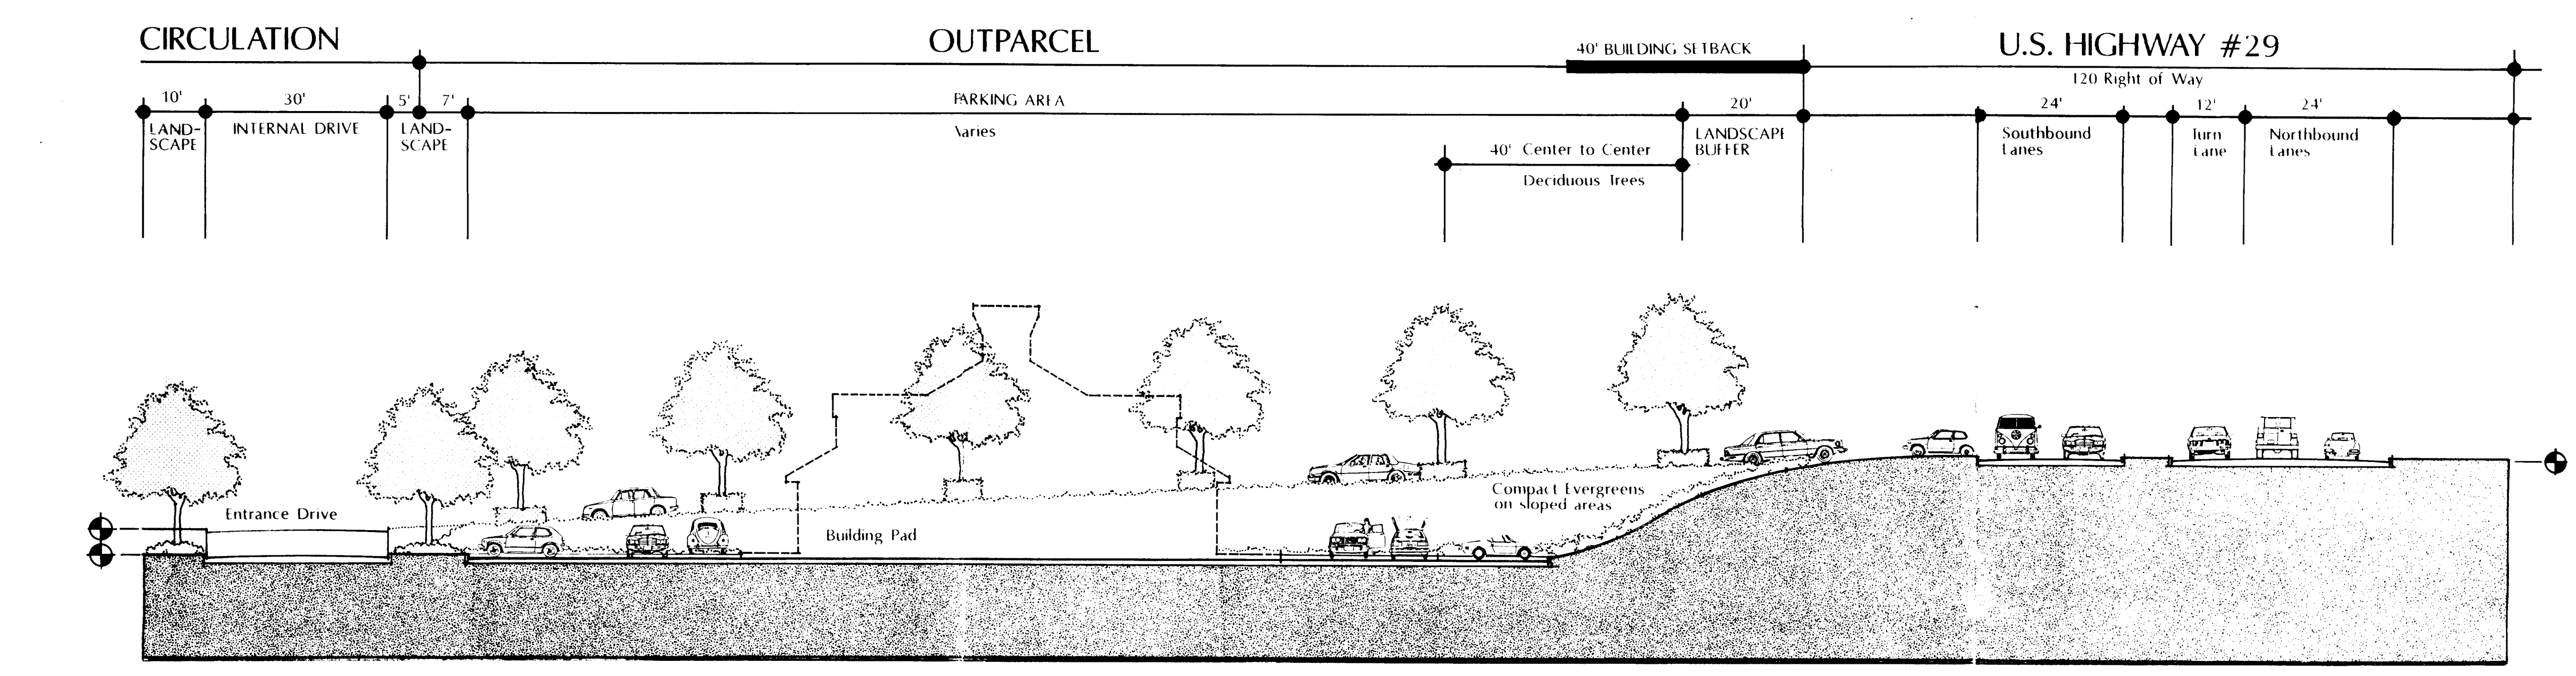 CIRCULATION
OUTPARCEL
40' BUILDING SETBACK
U.S. HIGHWAY #29
120 Right of Way
10'
30'
5'
7'
PARKING AREA
20'
24'
12'
24'
LAND-
SCAPE
INTERNAL DRIVE
LAND-
SCAPE
Varies
LANDSCAPE
BUFFER
Southbound
Lanes
Turn
Lane
Northbound
Lanes
40' Center to Center
Deciduous Trees
Compact Evergreens
on sloped areas
Entrance Drive
Building Pad